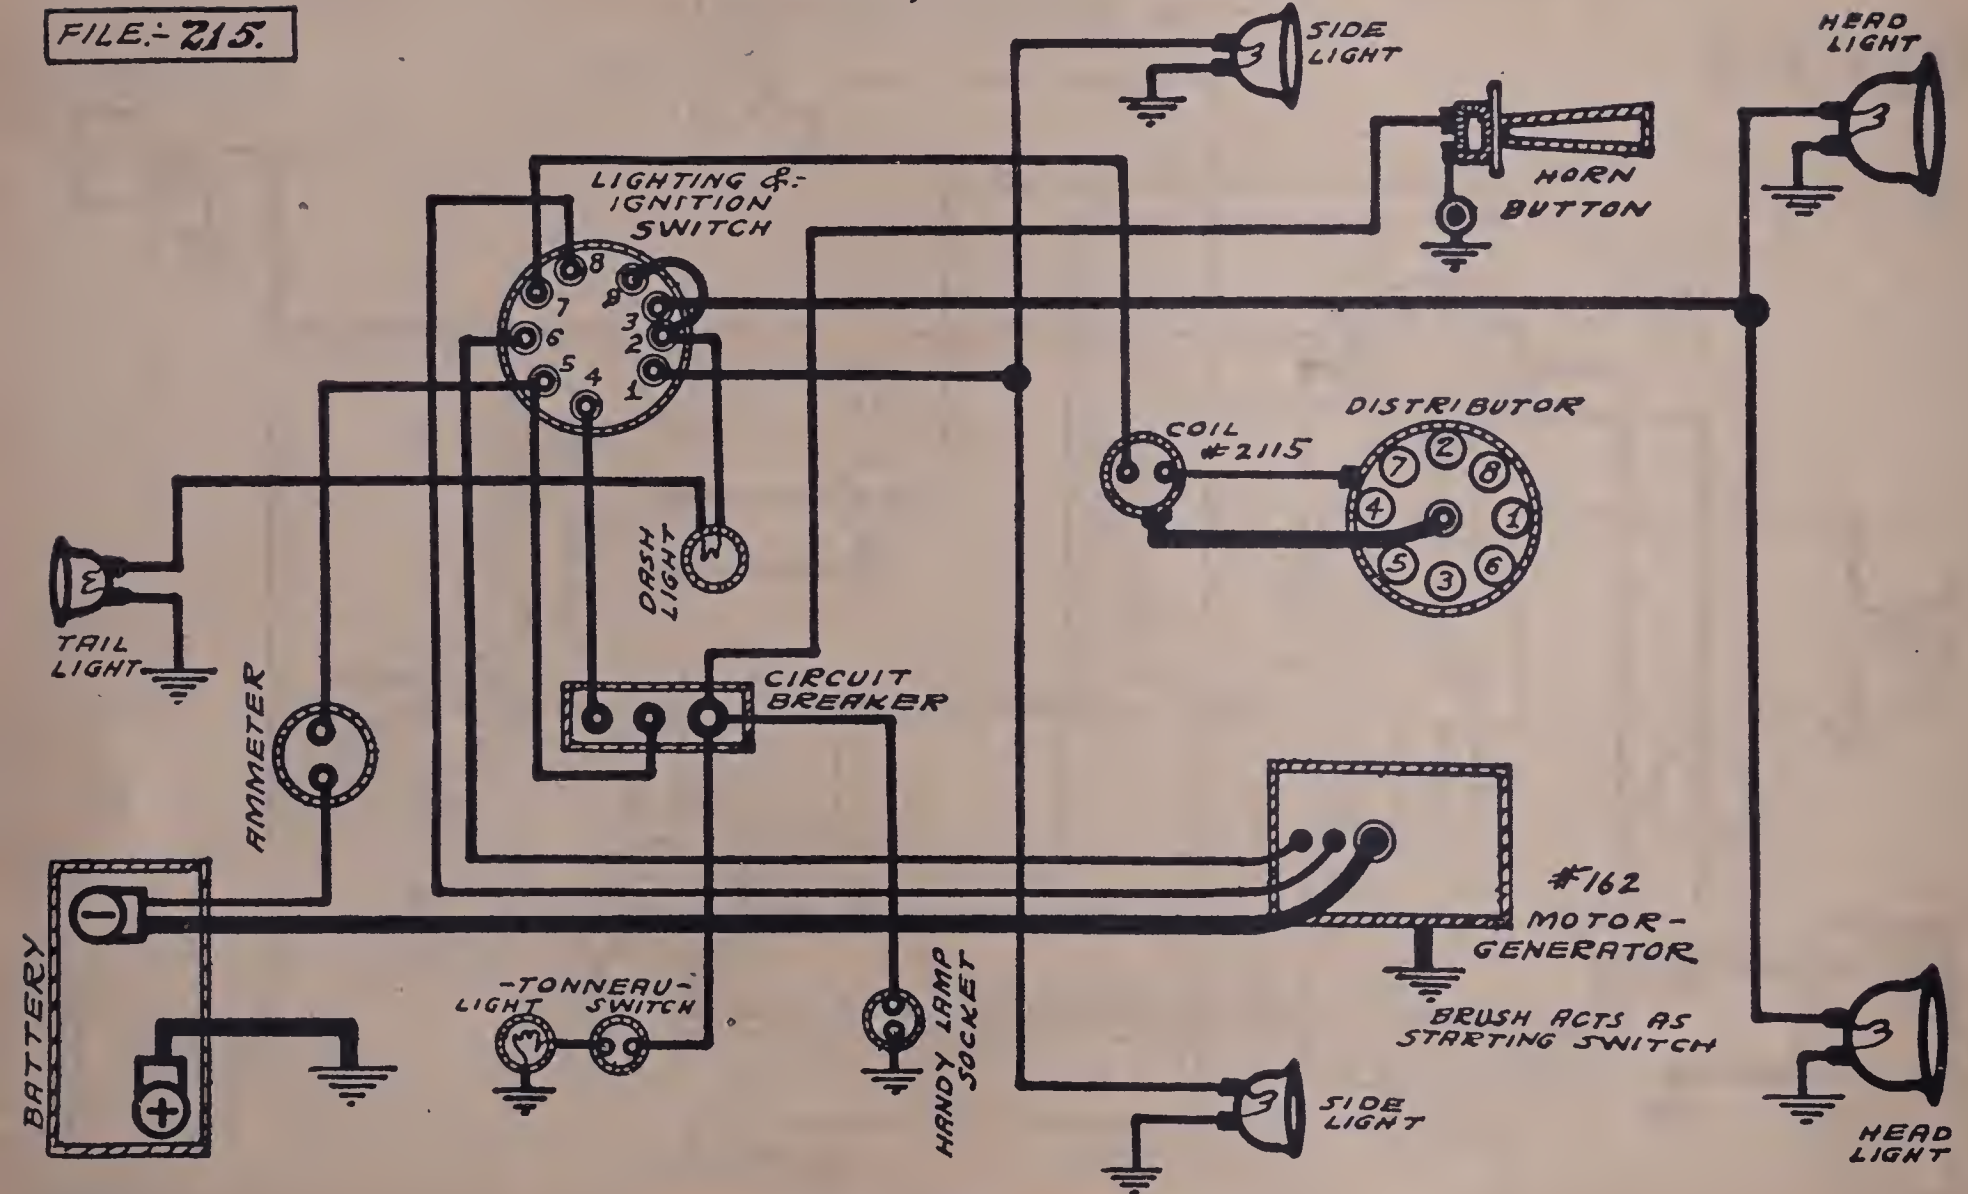 FILE:- 215.
SIDE
LIGHT
HEAD
LIGHT
HORN
BUTTON
LIGHTING &:-
IGNITION
SWITCH
8
9
7
3
6
2
5
4
1
COIL
#2115
DISTRIBUTOR
2
7
8
4
1
5
6
3
DASH
LIGHT
TAIL
LIGHT
AMMETER
CIRCUIT
BREAKER
#162
MOTOR-
GENERATOR
BRUSH ACTS AS
STARTING SWITCH
BATTERY
−
+
-TONNEAU-
LIGHT SWITCH
HANDY LAMP
SOCKET
SIDE
LIGHT
HEAD
LIGHT